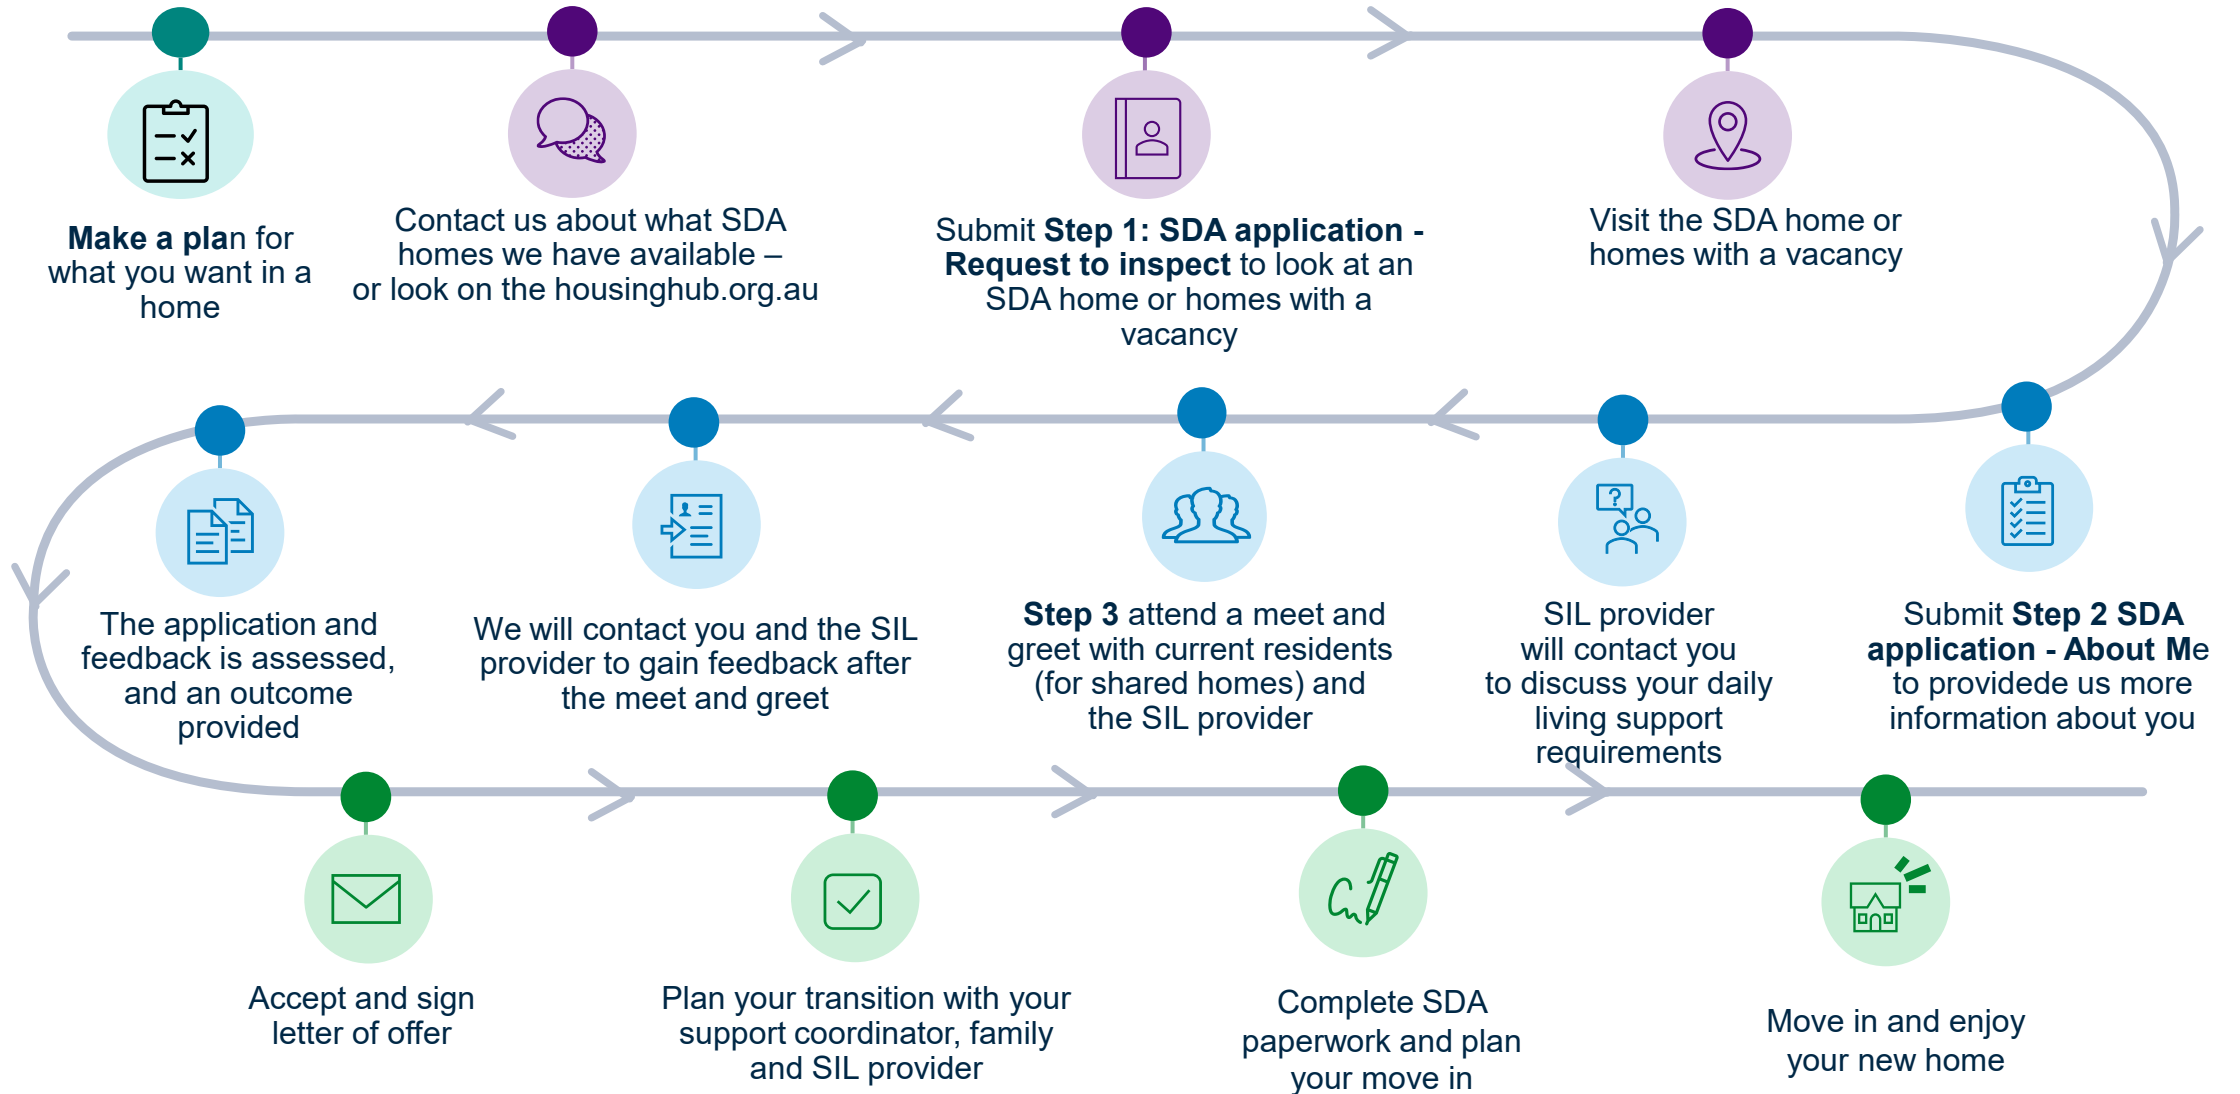 Make a plan for
what you want in a
home
Contact us about what SDA
homes we have available –
or look on the housinghub.org.au
Submit Step 1: SDA application -
Request to inspect to look at an
SDA home or homes with a
vacancy
Visit the SDA home or
homes with a vacancy
Submit Step 2 SDA
application - About Me
to providede us more
information about you
SIL provider
will contact you
to discuss your daily
living support
requirements
Step 3 attend a meet and
greet with current residents
(for shared homes) and
the SIL provider
We will contact you and the SIL
provider to gain feedback after
the meet and greet
The application and
feedback is assessed,
and an outcome
provided
Accept and sign
letter of offer
Plan your transition with your
support coordinator, family
and SIL provider
Complete SDA
paperwork and plan
your move in
Move in and enjoy
your new home